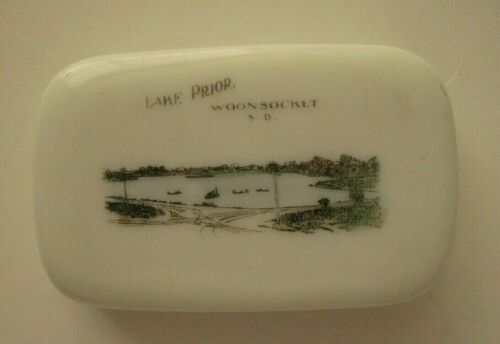 LAKE PRIOR
WOONSOCKET
S. D.